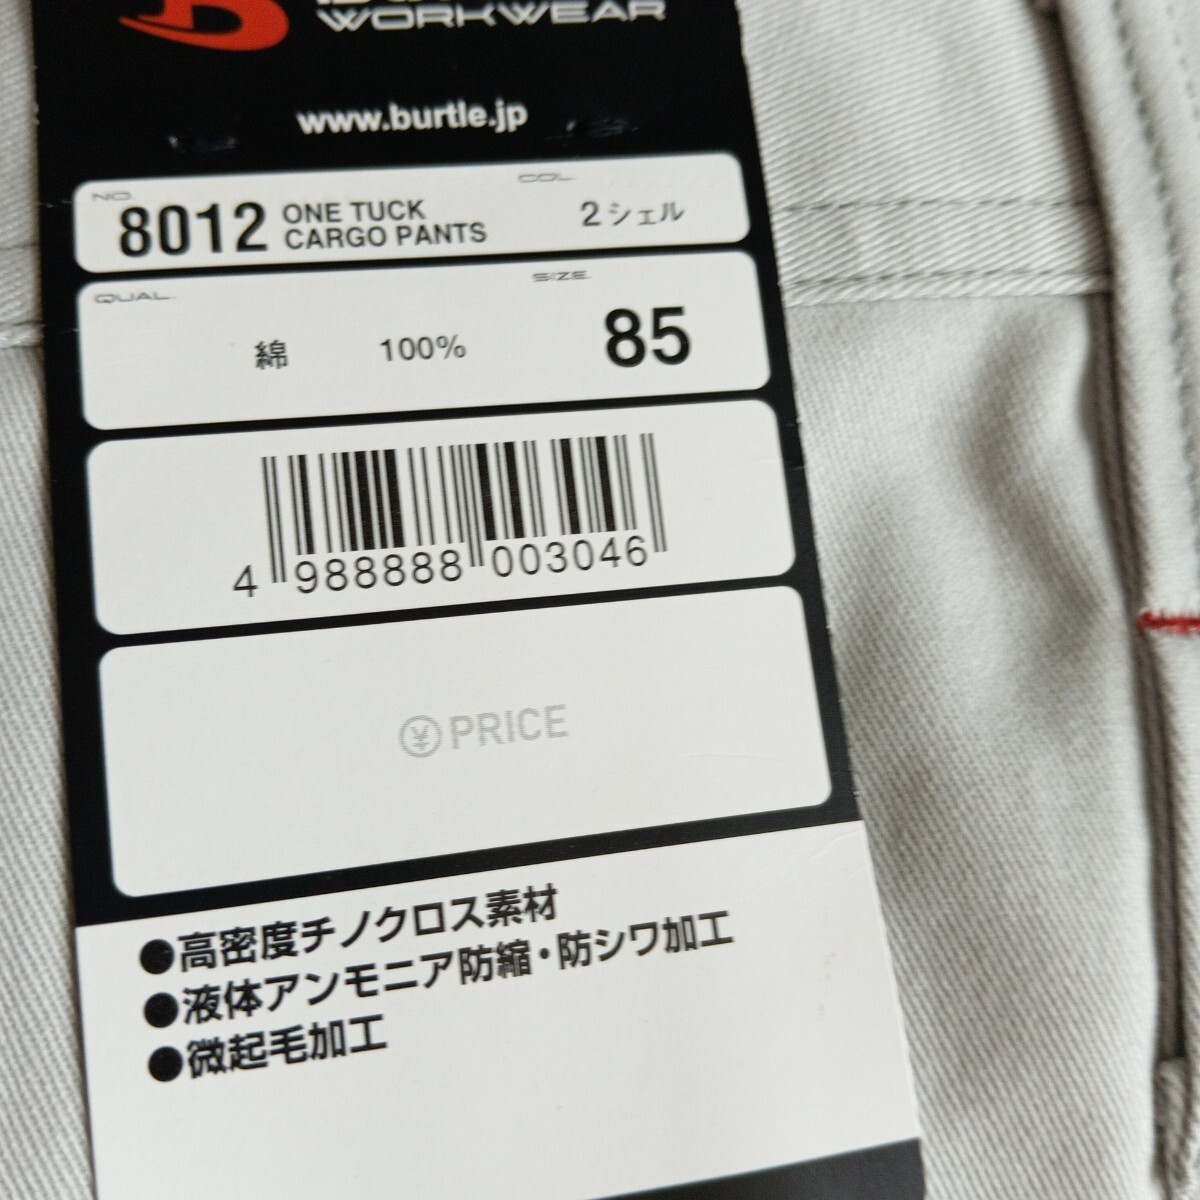 WORKWEAR
www.burtle.jp
NO. COL.
8012 ONE TUCK CARGO PANTS 2シェル
QUAL. SIZE
綿 100% 85
4 988888 003046
¥ PRICE
●高密度チノクロス素材
●液体アンモニア防縮・防シワ加工
●微起毛加工